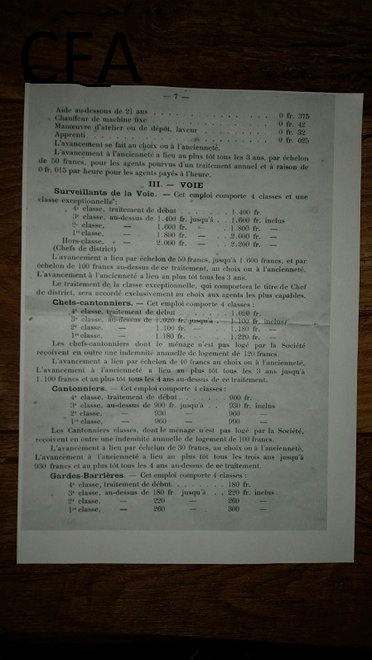 CFA
— 7 —
Aide au-dessous de 21 ans . . . . . 0 fr. 375
Chauffeur de machine fixe . . . . . 0 fr. 42
Manœuvre d'atelier ou de dépôt, laveur . . . . . 0 fr. 32
Apprenti . . . . . 0 fr. 025
L'avancement se fait au choix ou à l'ancienneté.
L'avancement à l'ancienneté a lieu au plus tôt tous les 3 ans, par échelon
de 50 francs, pour les agents pourvus d'un traitement annuel et à raison de
0 fr. 015 par heure pour les agents payés à l'heure.
III. — VOIE
Surveillants de la Voie. — Cet emploi comporte 4 classes et une
classe exceptionnelle :
4e classe, traitement de début . . . . . 1.400 fr.
3e classe, au-dessus de 1.400 fr. jusqu'à . . 1.600 fr. inclus
2e classe, — 1.600 fr. — . . 1.800 fr. —
1re classe, — 1.800 fr. — . . 2.000 fr. —
Hors-classe, — 2.000 fr. — . . 2.200 fr. —
(Chefs de district)
L'avancement a lieu par échelon de 50 francs, jusqu'à 1.600 francs, et par
échelon de 100 francs au-dessus de ce traitement, au choix ou à l'ancienneté.
L'avancement à l'ancienneté a lieu au plus tôt tous les 3 ans.
Le traitement de la classe exceptionnelle, qui comportera le titre de Chef
de district, sera accordé exclusivement au choix aux agents les plus capables.
Chefs-cantonniers. — Cet emploi comporte 4 classes :
4e classe, traitement de début . . . . . 1.020 fr.
3e classe, au-dessus de 1.020 fr. jusqu'à . . 1.100 fr. inclus
2e classe, — 1.100 fr. — . . 1.180 fr. —
1re classe, — 1.180 fr. — . . 1.220 fr. —
Les chefs-cantonniers dont le ménage n'est pas logé par la Société
reçoivent en outre une indemnité annuelle de logement de 120 francs.
L'avancement a lieu par échelon de 40 francs au choix ou à l'ancienneté.
L'avancement à l'ancienneté a lieu au plus tôt tous les 3 ans jusqu'à
1.100 francs et au plus tôt tous les 4 ans au-dessus de ce traitement.
Cantonniers. — Cet emploi comporte 4 classes :
4e classe, traitement de début . . . . . 900 fr.
3e classe, au-dessus de 900 fr. jusqu'à . . 930 fr. inclus
2e classe, — 930 — . . 960 —
1re classe, — 960 — . . 990 —
Les Cantonniers classés, dont le ménage n'est pas logé par la Société,
reçoivent en outre une indemnité annuelle de logement de 100 francs.
L'avancement a lieu par échelon de 30 francs, au choix ou à l'ancienneté.
L'avancement à l'ancienneté a lieu au plus tôt tous les trois ans jusqu'à
930 francs et au plus tôt tous les 4 ans au-dessus de ce traitement.
Gardes-Barrières. — Cet emploi comporte 4 classes :
4e classe, traitement de début . . . . . 180 fr.
3e classe, au-dessus de 180 fr jusqu'à . . 220 fr. inclus
2e classe, — 220 — . . 260 —
1re classe, — 260 — . . 300 —